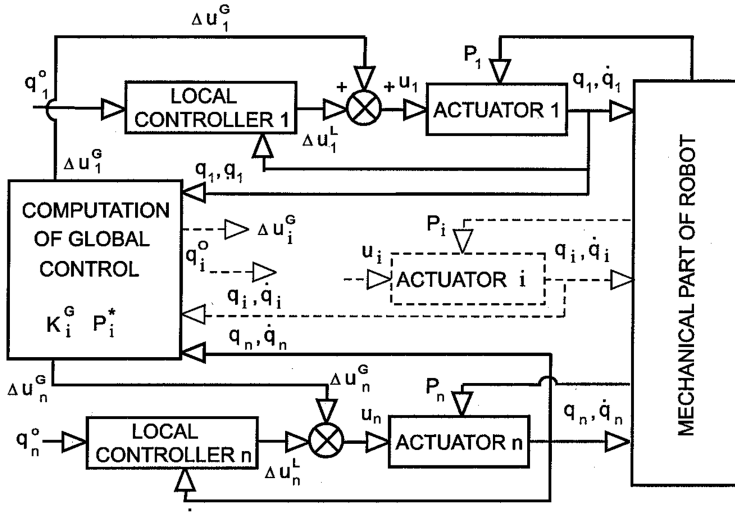 Δu₁ᴳ
q₁°
LOCAL
CONTROLLER 1
+
+
u₁
Δu₁ᴸ
P₁
ACTUATOR 1
q₁, q̇₁
Δu₁ᴳ
q₁, q₁
COMPUTATION
OF GLOBAL
CONTROL
Kᵢᴳ Pᵢ*
Δuᵢᴳ
qᵢ°
qᵢ, q̇ᵢ
uᵢ
Pᵢ
ACTUATOR i
qᵢ, q̇ᵢ
qₙ, q̇ₙ
MECHANICAL PART OF ROBOT
Δuₙᴳ
Δuₙᴳ
qₙ°
LOCAL
CONTROLLER n
Δuₙᴸ
uₙ
Pₙ
ACTUATOR n
qₙ, q̇ₙ